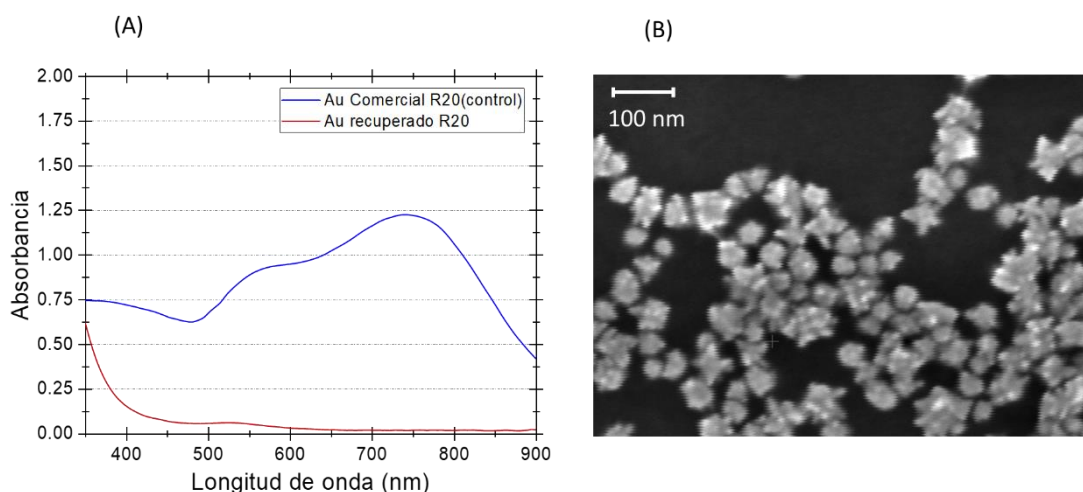 (A)
(B)
2.00
1.75
1.50
1.25
1.00
0.75
0.50
0.25
0.00
Absorbancia
Au Comercial R20(control)
Au recuperado R20
400 500 600 700 800 900
Longitud de onda (nm)
100 nm